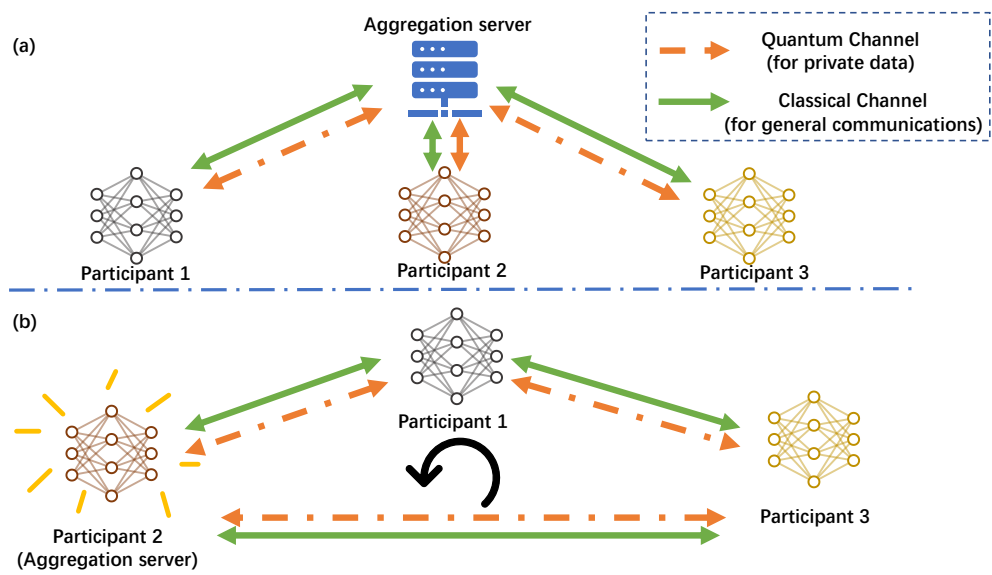 (a)
Aggregation server
Quantum Channel
(for private data)
Classical Channel
(for general communications)
Participant 1
Participant 2
Participant 3
(b)
Participant 1
Participant 2
(Aggregation server)
Participant 3